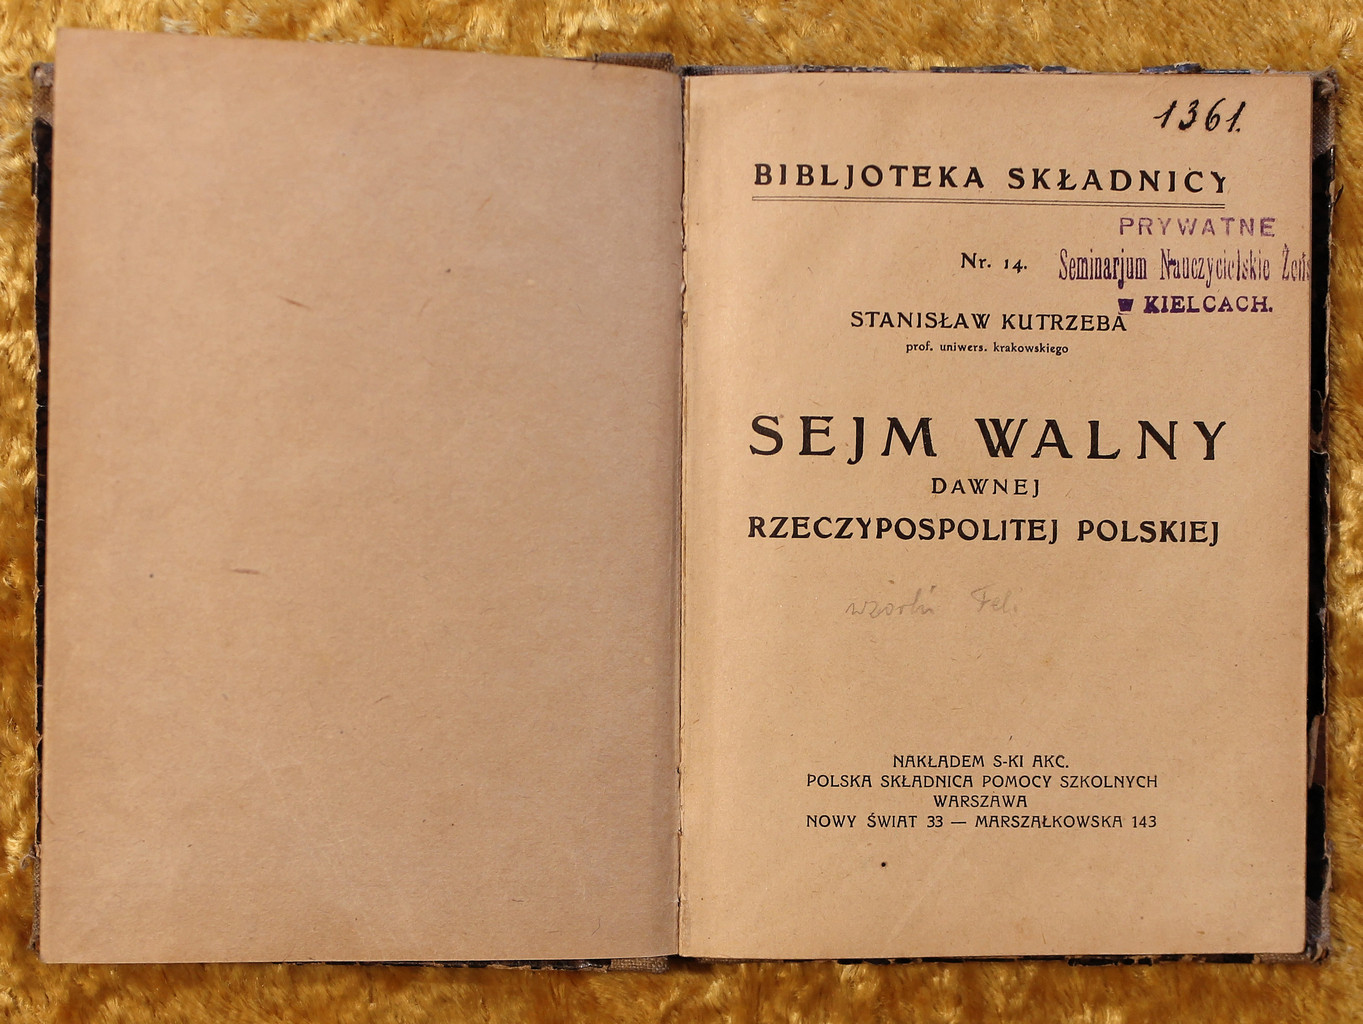 1361.
BIBLJOTEKA SKŁADNICY
PRYWATNE
Nr. 14.
Seminarjum Nauczycielskie Żeńs
w KIELCACH.
STANISŁAW KUTRZEBA
prof. uniwers. krakowskiego
SEJM WALNY
DAWNEJ
RZECZYPOSPOLITEJ POLSKIEJ
NAKŁADEM S-KI AKC.
POLSKA SKŁADNICA POMOCY SZKOLNYCH
WARSZAWA
NOWY ŚWIAT 33 — MARSZAŁKOWSKA 143